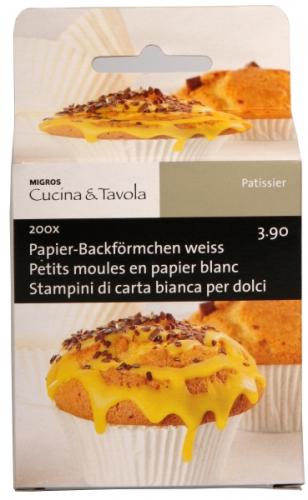 MIGROS
Cucina & Tavola
Patissier
200x
3.90
Papier-Backförmchen weiss
Petits moules en papier blanc
Stampini di carta bianca per dolci